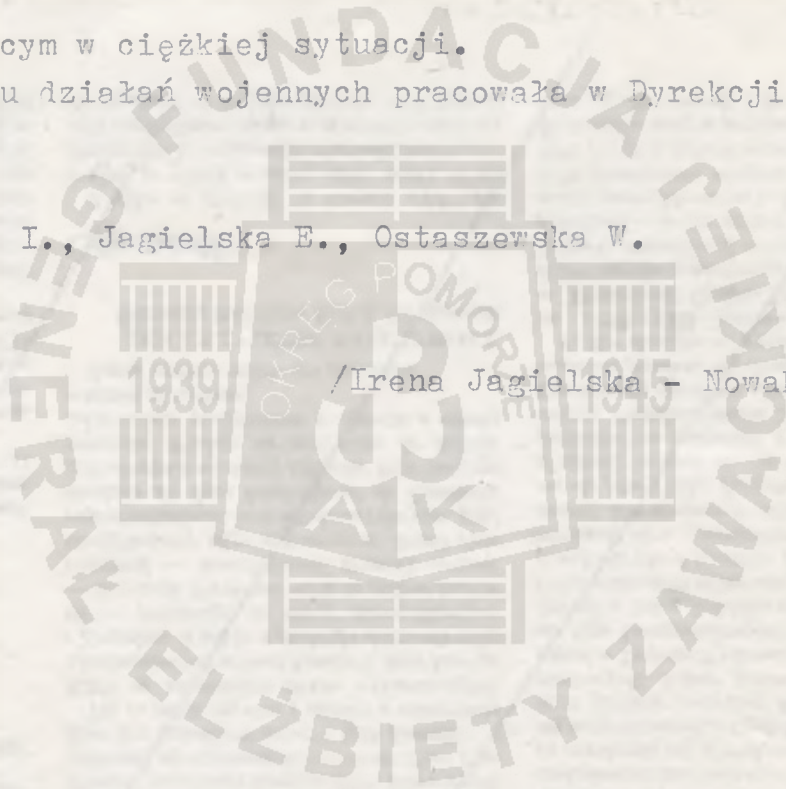 cym w ciężkiej sytuacji.
u działań wojennych pracowała w Dyrekcji
I., Jagielska E., Ostaszewska W.
/Irena Jagielska - Nowak
FUNDACJA GENERAŁ ELŻBIETY ZAWACKIEJ
OKRĘG POMORZE
1939
1945
AK